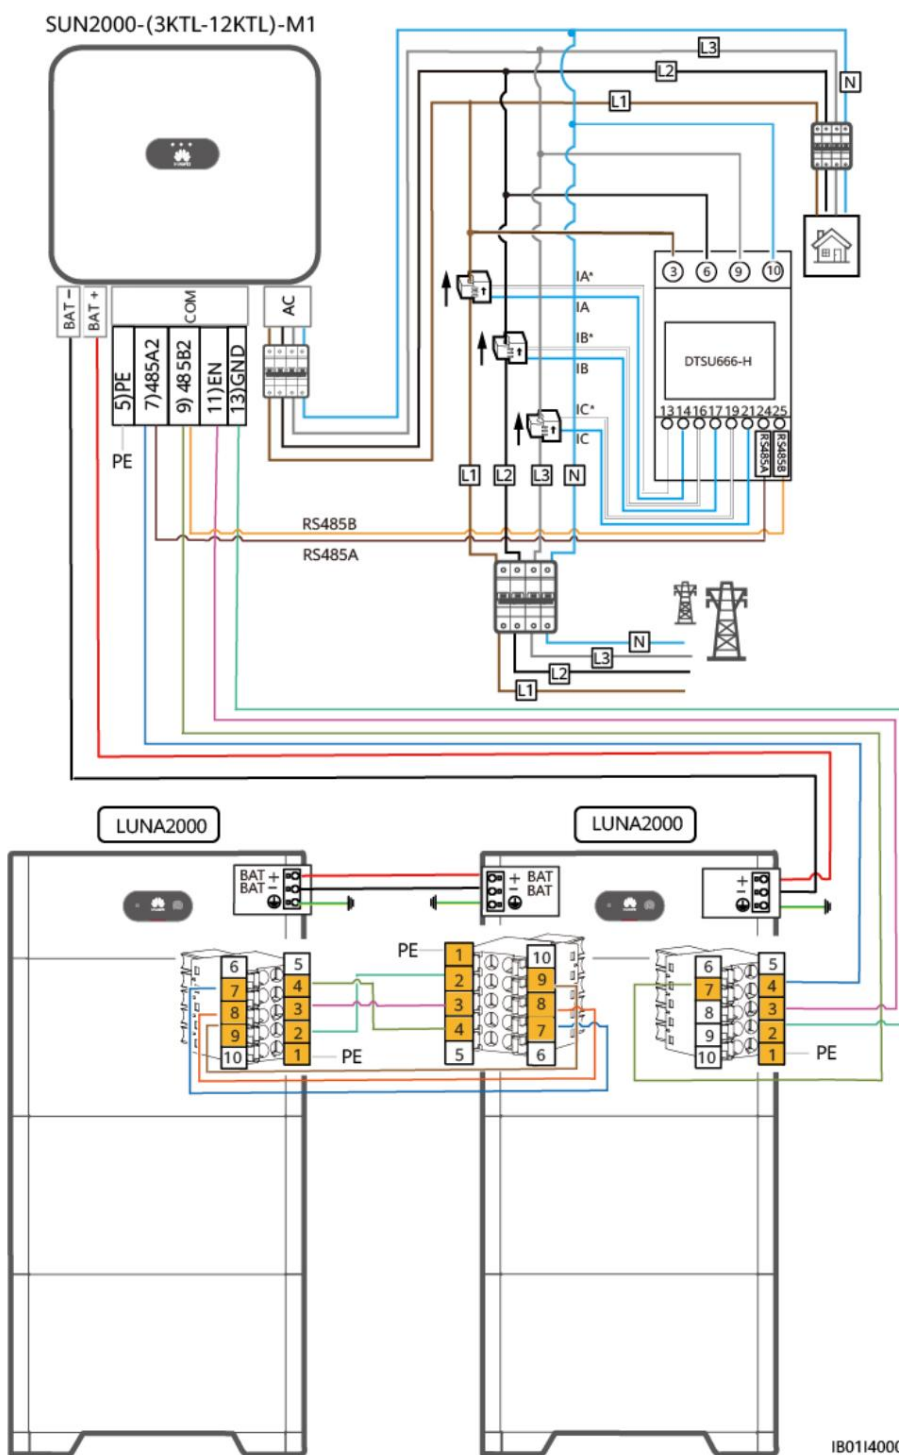 SUN2000-(3KTL-12KTL)-M1
L3
L2
N
L1
BAT −
BAT +
COM
AC
5)PE
7)485A2
9) 485B2
11)EN
13)GND
PE
IA*
IA
IB*
IB
IC*
IC
3
6
9
10
DTSU666-H
13 14 16 17 19 21 24 25
RS485A
RS485B
L1
L2
L3
N
RS485B
RS485A
N
L3
L2
L1
LUNA2000
LUNA2000
BAT +
BAT −
+ BAT
− BAT
+
−
6
7
8
9
10
5
4
3
2
1
PE
PE
1
2
3
4
5
10
9
8
7
6
6
7
8
9
10
5
4
3
2
1
PE
IB01I4000